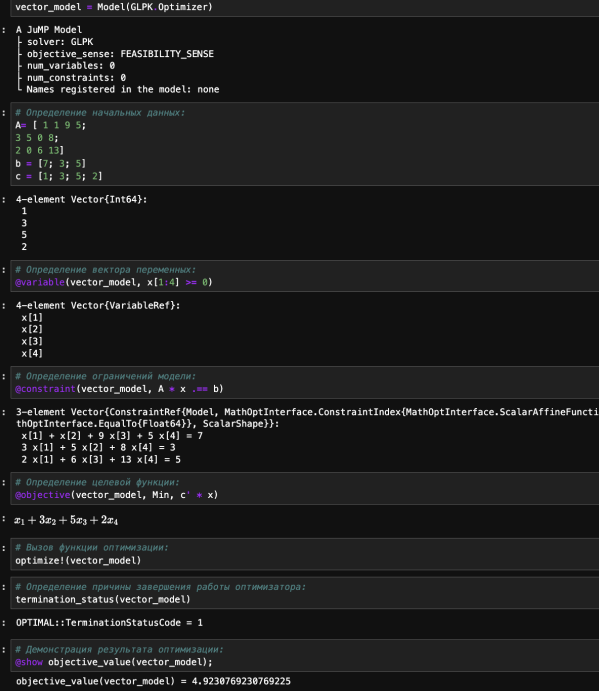 vector_model = Model(GLPK.Optimizer)
: A JuMP Model
├ solver: GLPK
├ objective_sense: FEASIBILITY_SENSE
├ num_variables: 0
├ num_constraints: 0
└ Names registered in the model: none
: # Определение начальных данных:
A= [ 1 1 9 5;
3 5 0 8;
2 0 6 13]
b = [7; 3; 5]
c = [1; 3; 5; 2]
: 4-element Vector{Int64}:
1
3
5
2
: # Определение вектора переменных:
@variable(vector_model, x[1:4] >= 0)
: 4-element Vector{VariableRef}:
x[1]
x[2]
x[3]
x[4]
: # Определение ограничений модели:
@constraint(vector_model, A * x .== b)
: 3-element Vector{ConstraintRef{Model, MathOptInterface.ConstraintIndex{MathOptInterface.ScalarAffineFuncti
thOptInterface.EqualTo{Float64}}, ScalarShape}}:
x[1] + x[2] + 9 x[3] + 5 x[4] = 7
3 x[1] + 5 x[2] + 8 x[4] = 3
2 x[1] + 6 x[3] + 13 x[4] = 5
: # Определение целевой функции:
@objective(vector_model, Min, c' * x)
: x₁ + 3x₂ + 5x₃ + 2x₄
: # Вызов функции оптимизации:
optimize!(vector_model)
: # Определение причины завершения работы оптимизатора:
termination_status(vector_model)
: OPTIMAL::TerminationStatusCode = 1
: # Демонстрация результата оптимизации:
@show objective_value(vector_model);
objective_value(vector_model) = 4.9230769230769225